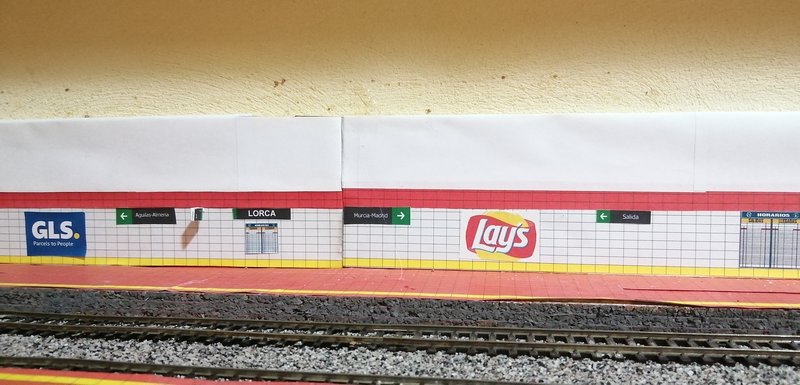 GLS.
Parcels to People
Aguilas-Almeria
LORCA
Murcia-Madrid
Lay's
Salida
HORARIOS